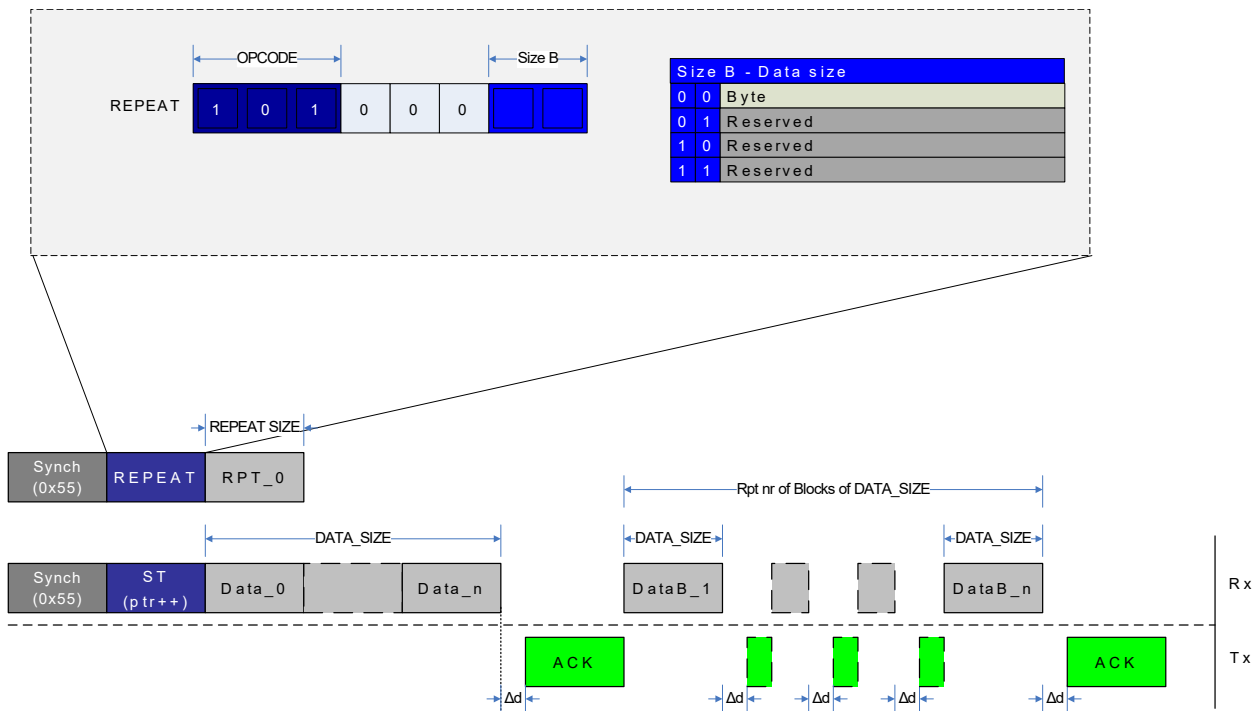 OPCODE
Size B
REPEAT
1 0 1 0 0 0
Size B - Data size
0 0 Byte
0 1 Reserved
1 0 Reserved
1 1 Reserved
REPEAT SIZE
Synch
(0x55)
REPEAT
RPT_0
Rpt nr of Blocks of DATA_SIZE
DATA_SIZE
DATA_SIZE
DATA_SIZE
Synch
(0x55)
ST
(ptr++)
Data_0
Data_n
DataB_1
DataB_n
Rx
ACK
ACK
Tx
Δd
Δd
Δd
Δd
Δd